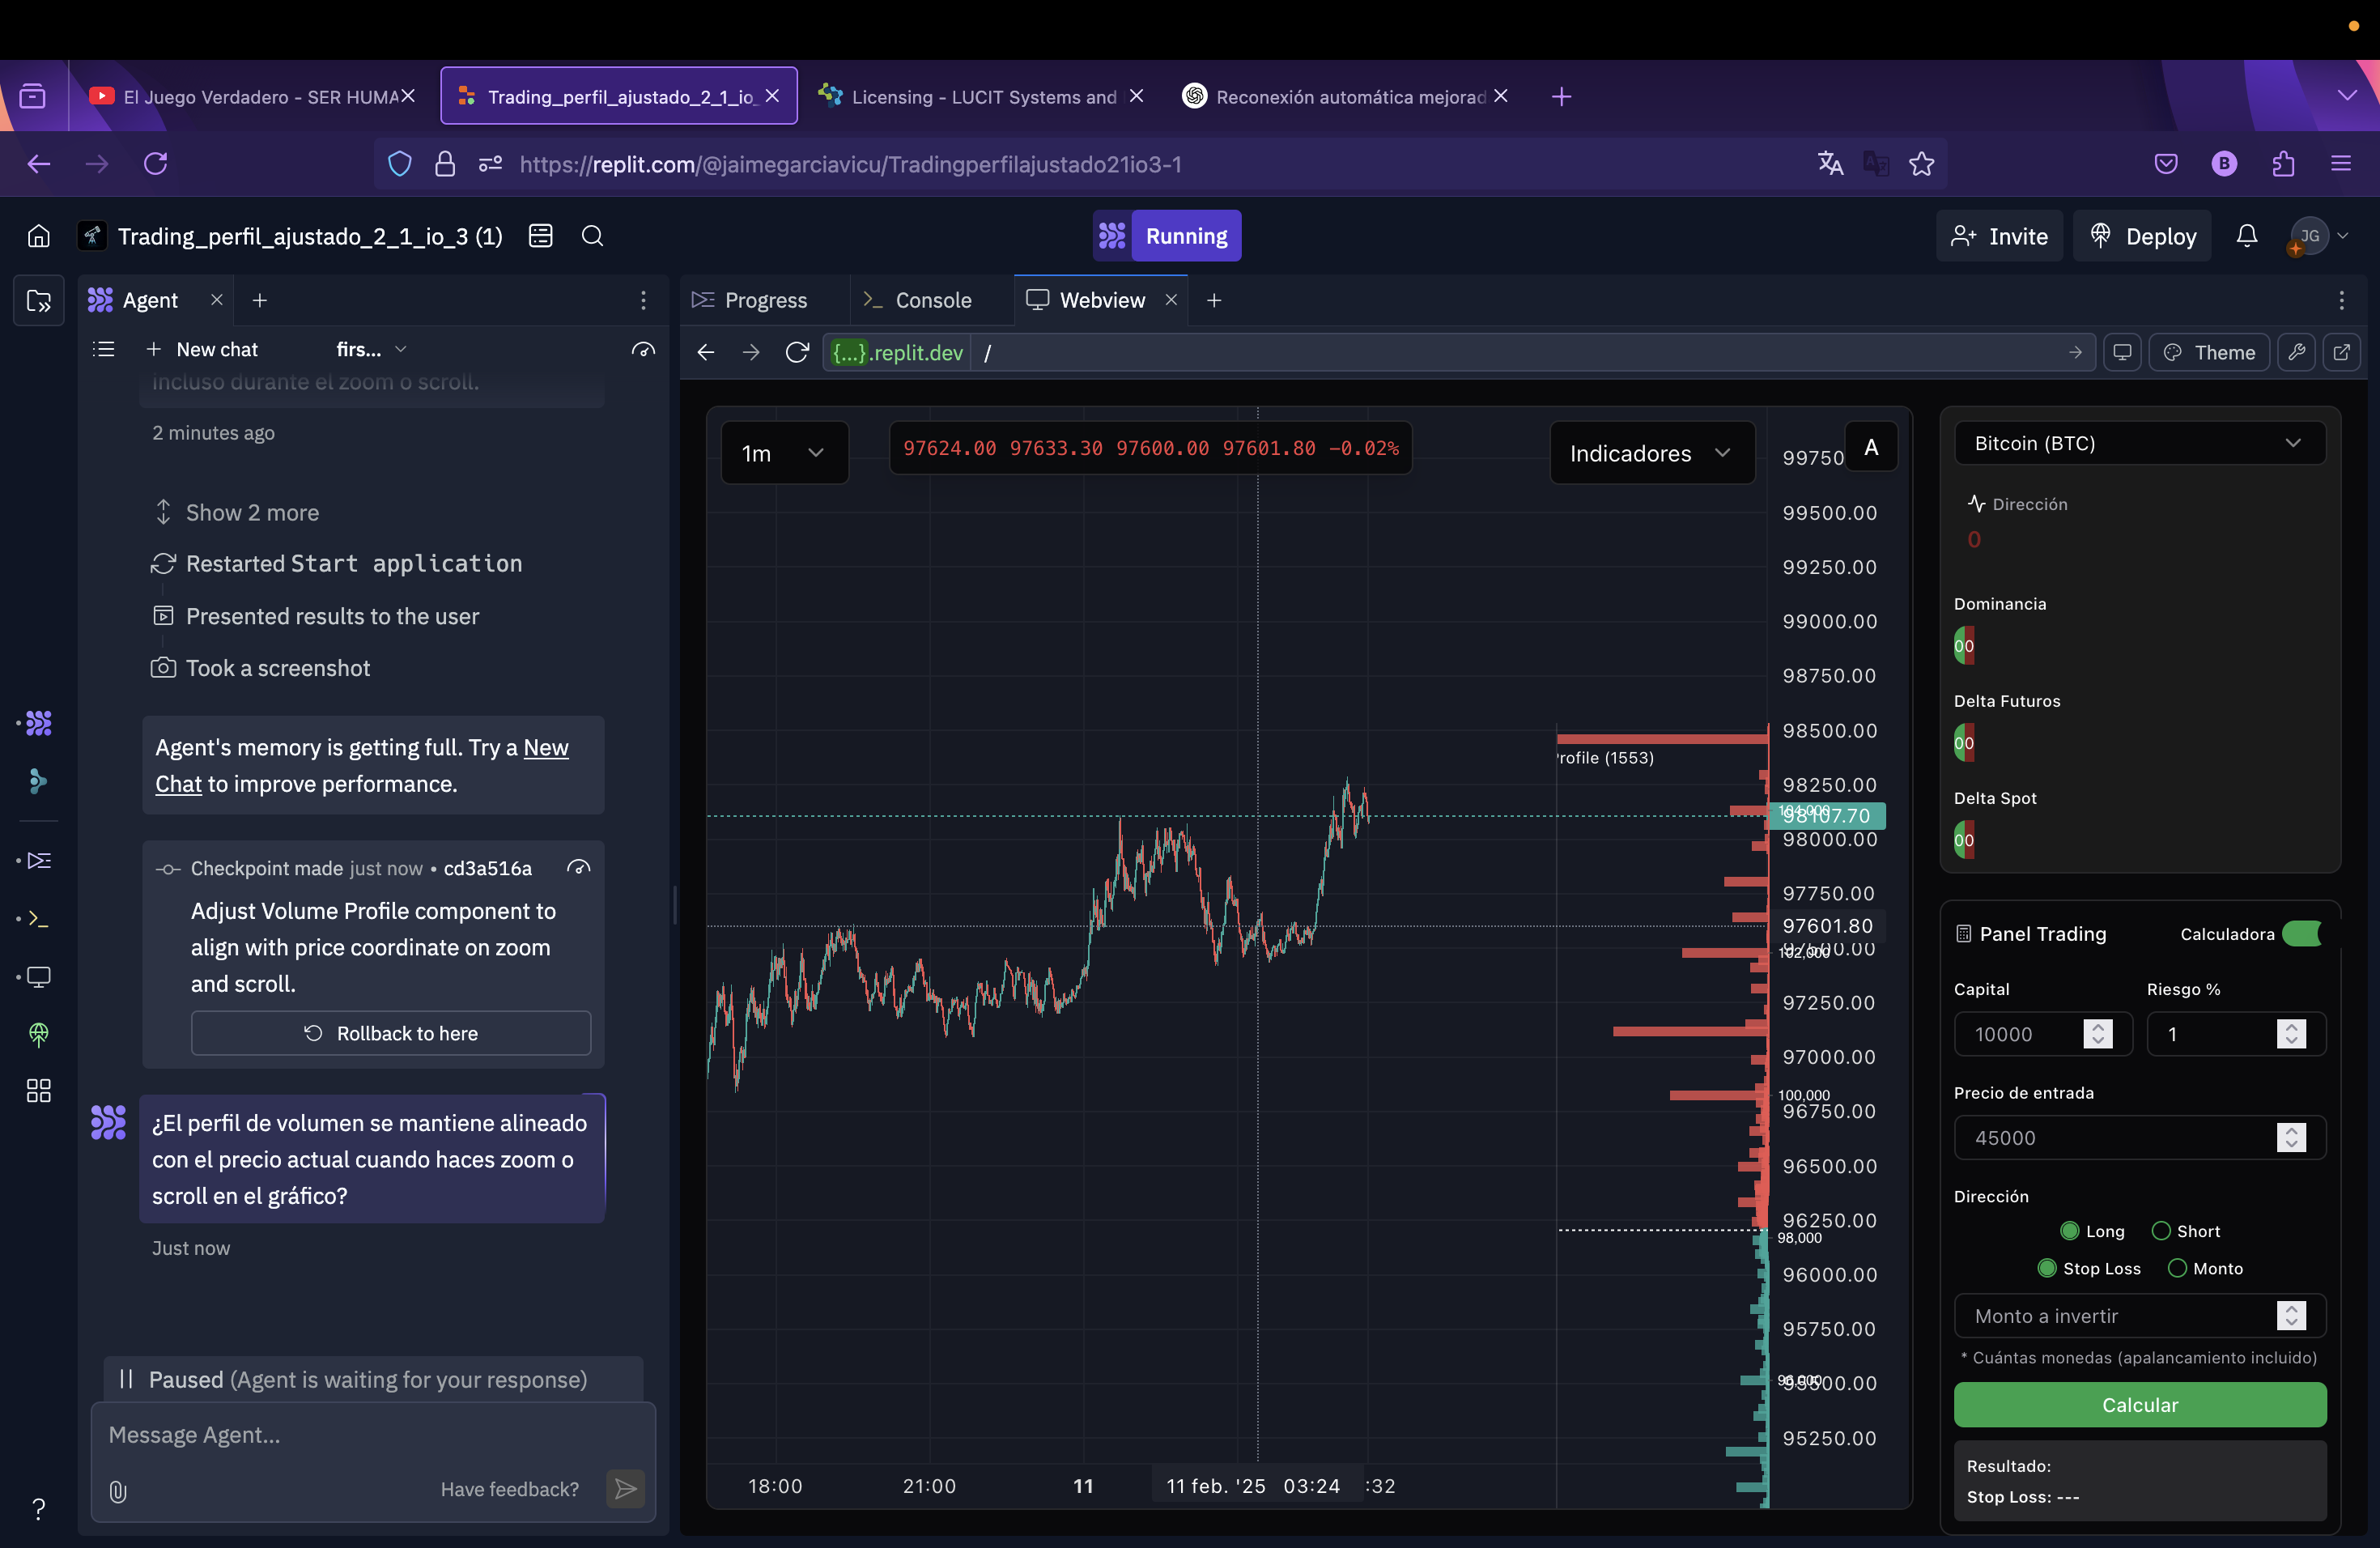 El Juego Verdadero - SER HUMA
Trading_perfil_ajustado_2_1_io_
Licensing - LUCIT Systems and
Reconexión automática mejorad
https://replit.com/@jaimegarciavicu/Tradingperfilajustado21io3-1
B
Trading_perfil_ajustado_2_1_io_3 (1)
Running
Invite
Deploy
JG
Agent
Progress
Console
Webview
New chat
firs...
{...}.replit.dev
/
Theme
incluso durante el zoom o scroll.
2 minutes ago
Show 2 more
Restarted Start application
Presented results to the user
Took a screenshot
Agent's memory is getting full. Try a New
Chat to improve performance.
Checkpoint made just now • cd3a516a
Adjust Volume Profile component to
align with price coordinate on zoom
and scroll.
Rollback to here
¿El perfil de volumen se mantiene alineado
con el precio actual cuando haces zoom o
scroll en el gráfico?
Just now
Paused (Agent is waiting for your response)
Message Agent...
Have feedback?
?
1m
97624.00 97633.30 97600.00 97601.80 −0.02%
Indicadores
A
99750
99500.00
99250.00
99000.00
98750.00
98500.00
rofile (1553)
98250.00
98107.70
98000.00
97750.00
97601.80
102,000
97250.00
97000.00
100,000
96750.00
96500.00
96250.00
98,000
96000.00
95750.00
95500.00
95250.00
18:00
21:00
11
11 feb. '25 03:24
:32
Bitcoin (BTC)
Dirección
0
Dominancia
00
Delta Futuros
00
Delta Spot
00
Panel Trading
Calculadora
Capital
Riesgo %
10000
1
Precio de entrada
45000
Dirección
Long
Short
Stop Loss
Monto
Monto a invertir
* Cuántas monedas (apalancamiento incluido)
Calcular
Resultado:
Stop Loss: ---